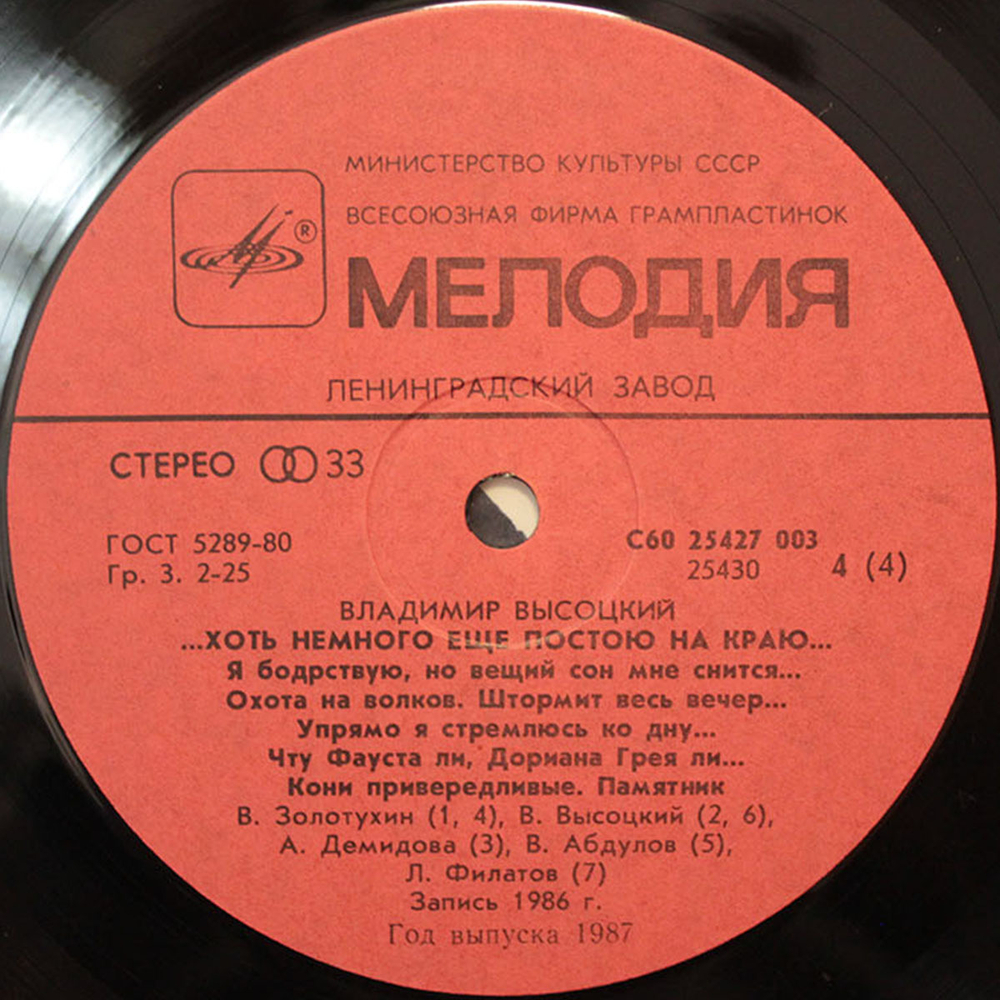 МИНИСТЕРСТВО КУЛЬТУРЫ СССР
ВСЕСОЮЗНАЯ ФИРМА ГРАМПЛАСТИНОК
®
МЕЛОДИЯ
ЛЕНИНГРАДСКИЙ ЗАВОД
СТЕРЕО 33
ГОСТ 5289-80
Гр. 3. 2-25
С60 25427 003
25430 4 (4)
ВЛАДИМИР ВЫСОЦКИЙ
...ХОТЬ НЕМНОГО ЕЩЕ ПОСТОЮ НА КРАЮ...
Я бодрствую, но вещий сон мне снится...
Охота на волков. Штормит весь вечер...
Упрямо я стремлюсь ко дну...
Чту Фауста ли, Дориана Грея ли...
Кони привередливые. Памятник
В. Золотухин (1, 4), В. Высоцкий (2, 6),
А. Демидова (3), В. Абдулов (5),
Л. Филатов (7)
Запись 1986 г.
Год выпуска 1987